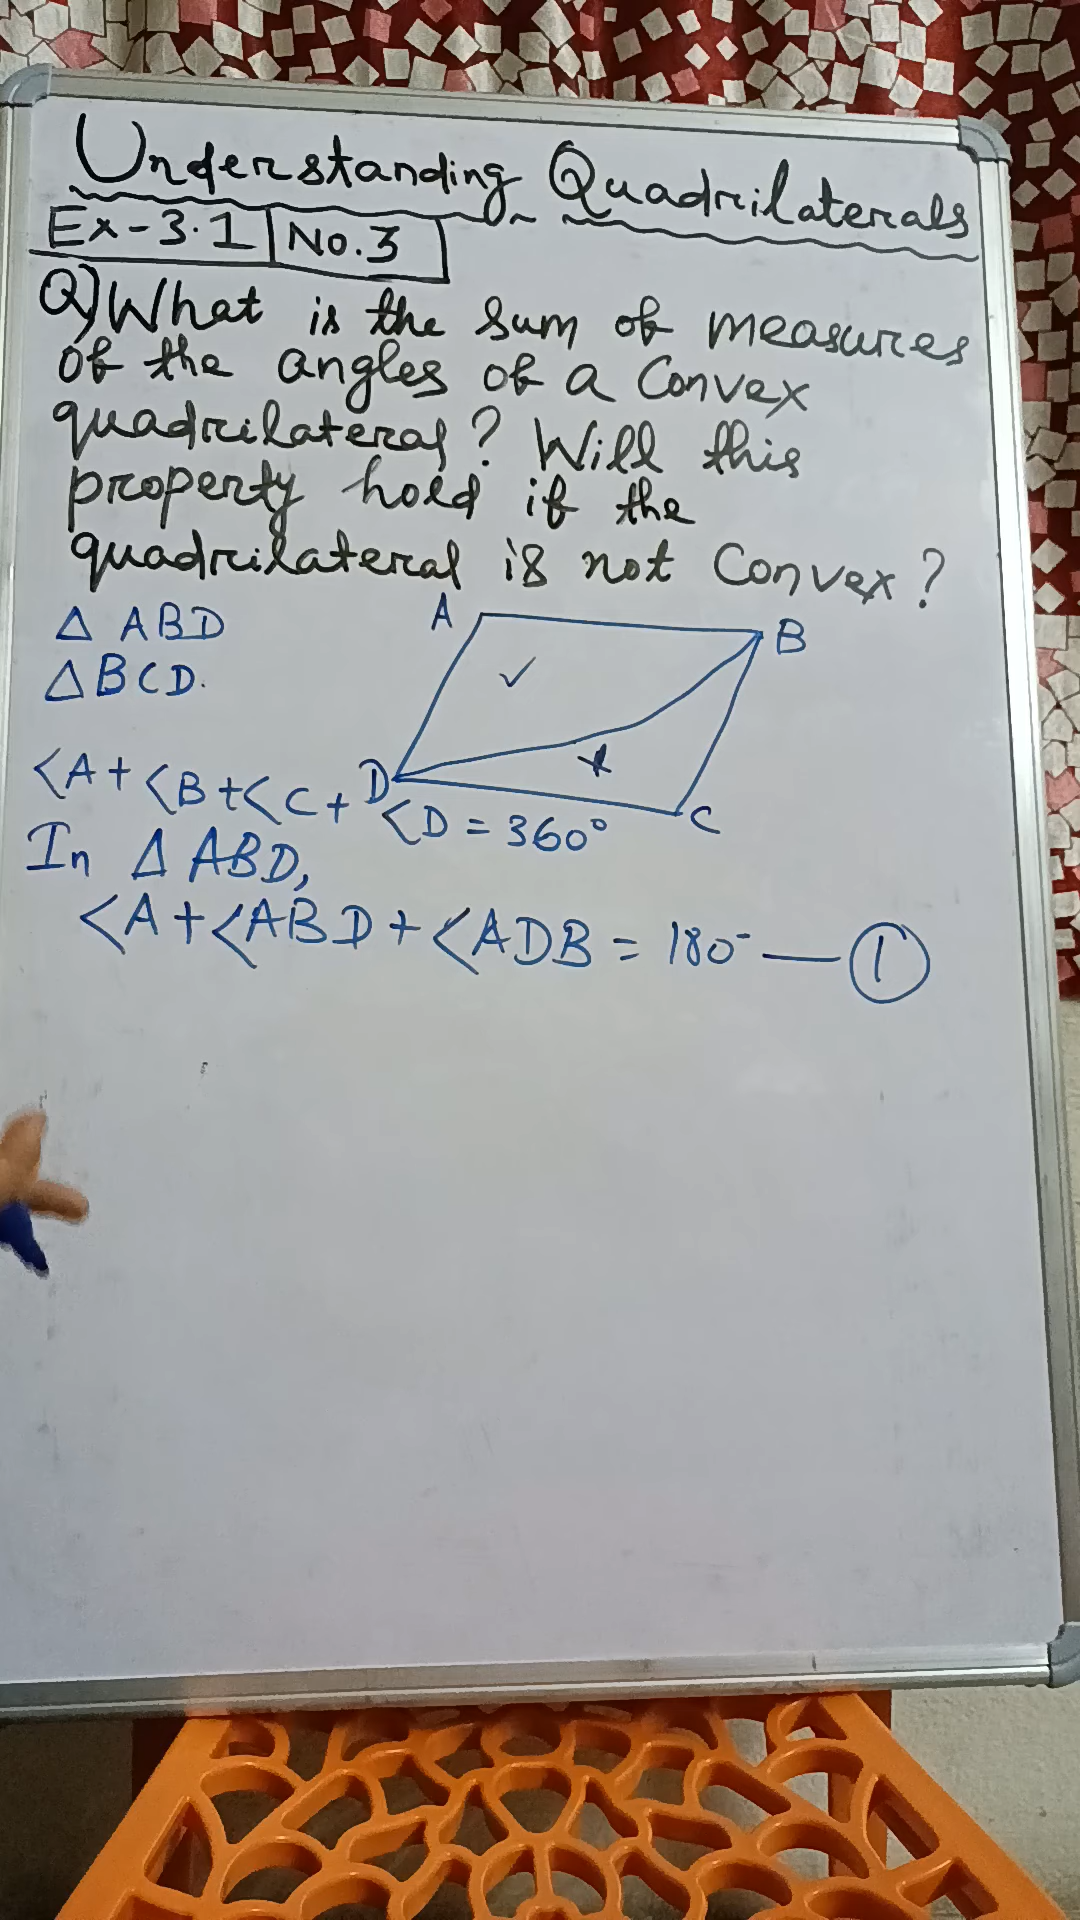 Understanding Quadrilaterals
Ex-3.1 No.3
Q) What is the sum of measures
of the angles of a Convex
quadrilateral? Will this
property hold if the
quadrilateral is not Convex?
△ ABD
△ BCD.
A
B
D
C
<A + <B + <C + <D = 360°
In △ ABD,
<A + <ABD + <ADB = 180° — ①